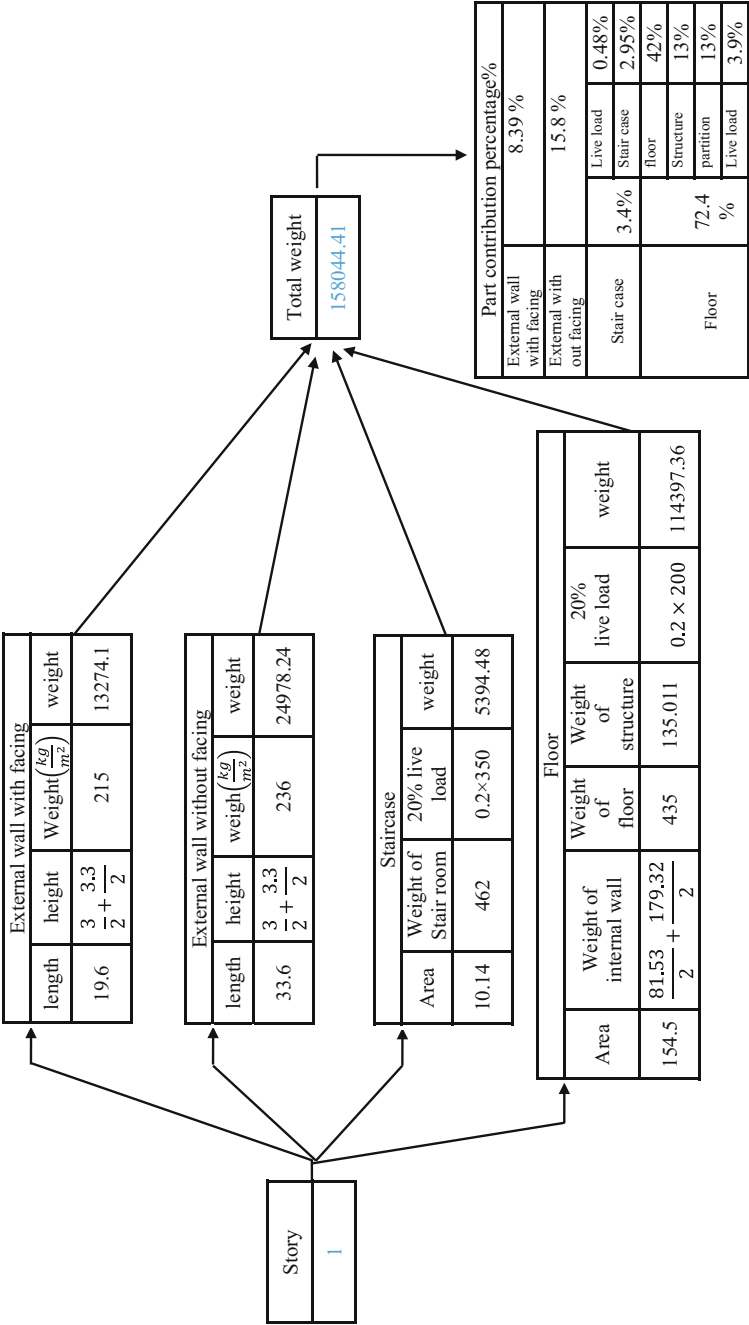 Story
1
External wall with facing
length height Weight(kg/m²) weight
19.6 3/2 + 3.3/2 215 13274.1
External wall without facing
length height weigh(kg/m²) weight
33.6 3/2 + 3.3/2 236 24978.24
Staircase
Area Weight of Stair room 20% live load weight
10.14 462 0.2×350 5394.48
Floor
Area Weight of internal wall Weight of floor Weight of structure 20% live load weight
154.5 81.53/2 + 179.32/2 435 135.011 0.2 × 200 114397.36
Total weight
158044.41
Part contribution percentage%
External wall with facing 8.39 %
External with out facing 15.8 %
Stair case 3.4% Live load 0.48%
Stair case 2.95%
Floor 72.4 % floor 42%
Structure 13%
partition 13%
Live load 3.9%